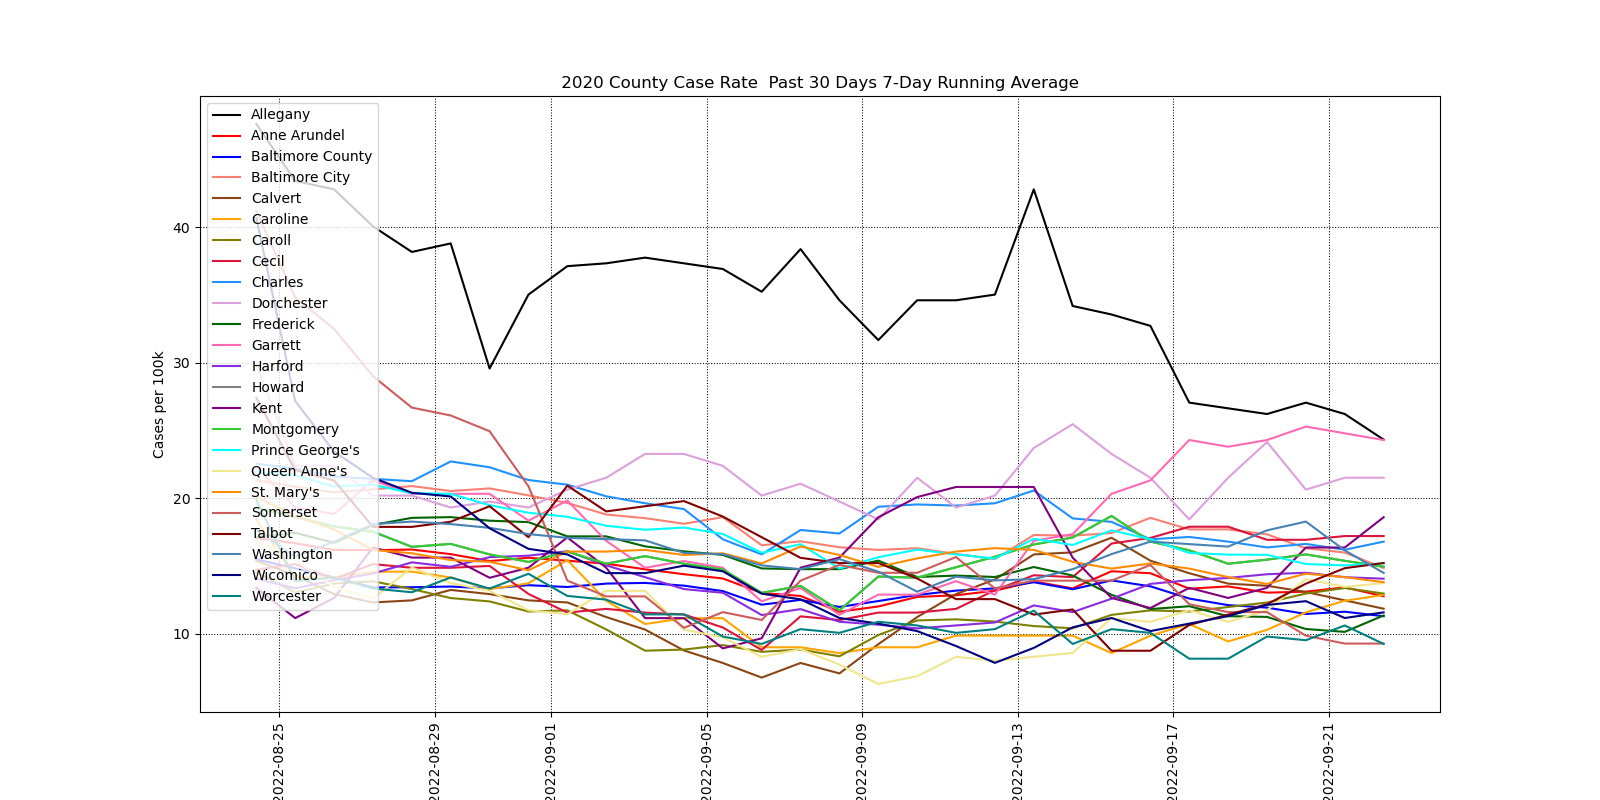 2020 County Case Rate  Past 30 Days 7-Day Running Average
Cases per 100k
40
30
20
10
Allegany
Anne Arundel
Baltimore County
Baltimore City
Calvert
Caroline
Caroll
Cecil
Charles
Dorchester
Frederick
Garrett
Harford
Howard
Kent
Montgomery
Prince George's
Queen Anne's
St. Mary's
Somerset
Talbot
Washington
Wicomico
Worcester
2022-08-25
2022-08-29
2022-09-01
2022-09-05
2022-09-09
2022-09-13
2022-09-17
2022-09-21